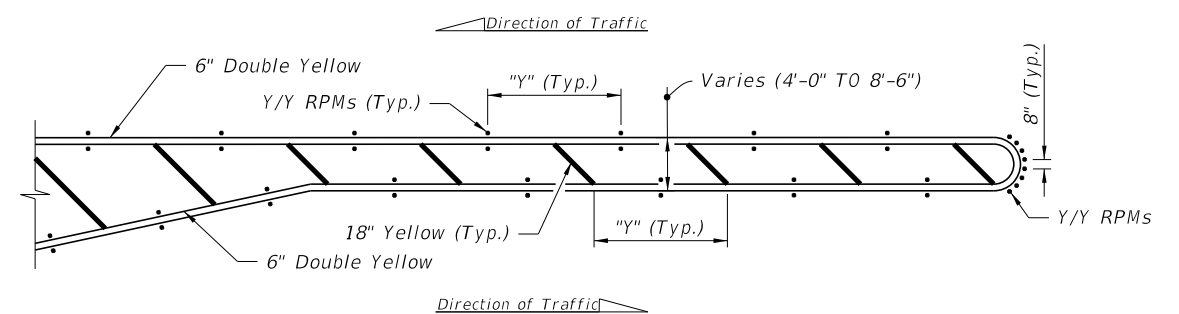 Direction of Traffic
6" Double Yellow
"Y" (Typ.)
Varies (4'-0" TO 8'-6")
8" (Typ.)
Y/Y RPMs (Typ.)
Y/Y RPMs
18" Yellow (Typ.)
"Y" (Typ.)
6" Double Yellow
Direction of Traffic